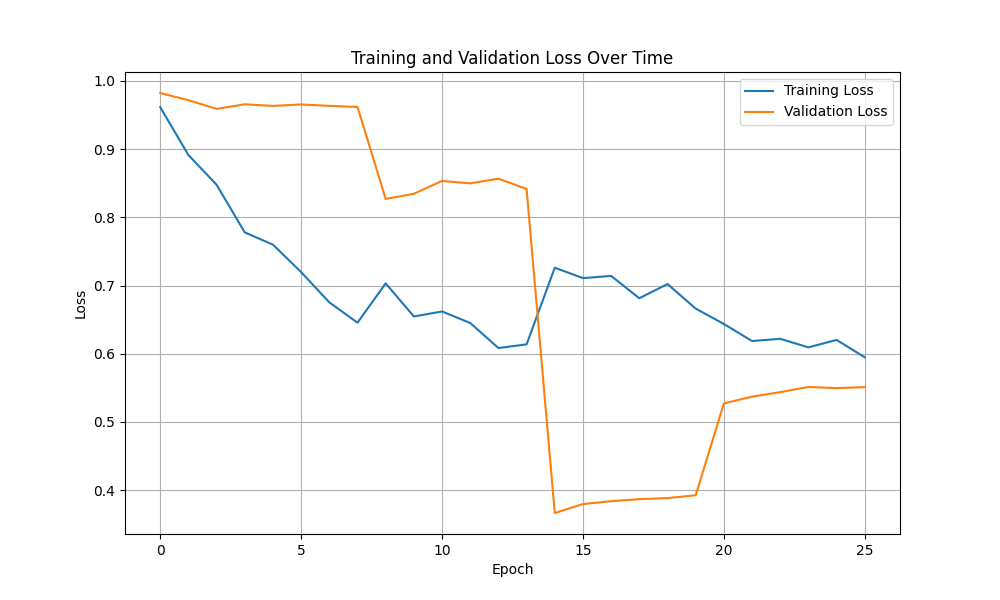 Training and Validation Loss Over Time
Training Loss
Validation Loss
1.0
0.9
0.8
0.7
0.6
0.5
0.4
Loss
0 5 10 15 20 25
Epoch